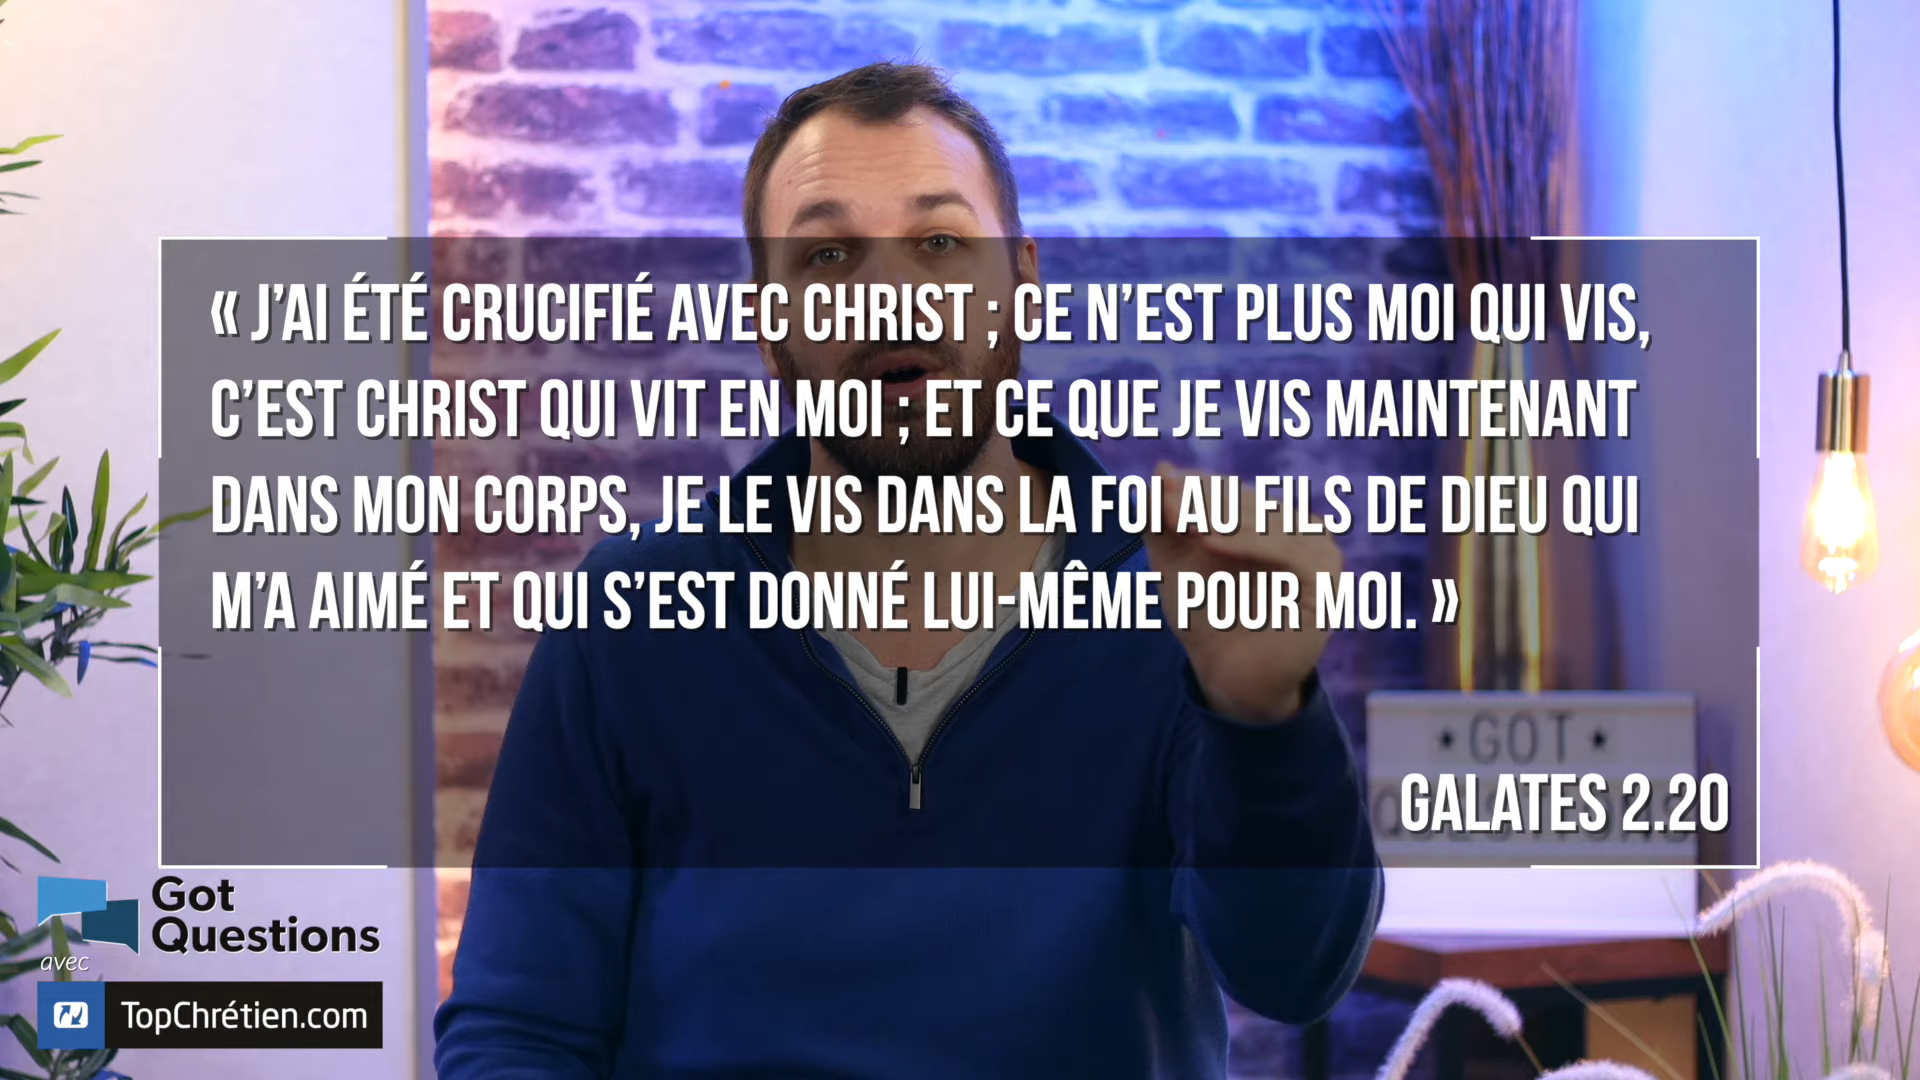 « J’AI ÉTÉ CRUCIFIÉ AVEC CHRIST ; CE N’EST PLUS MOI QUI VIS,
C’EST CHRIST QUI VIT EN MOI ; ET CE QUE JE VIS MAINTENANT
DANS MON CORPS, JE LE VIS DANS LA FOI AU FILS DE DIEU QUI
M’A AIMÉ ET QUI S’EST DONNÉ LUI-MÊME POUR MOI. »
GOT
GALATES 2.20
Got
Questions
avec
TopChrétien.com